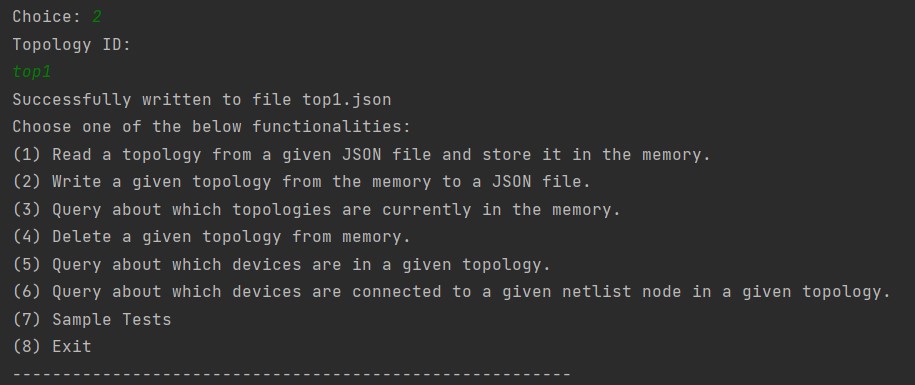 Choice: 2
Topology ID:
top1
Successfully written to file top1.json
Choose one of the below functionalities:
(1) Read a topology from a given JSON file and store it in the memory.
(2) Write a given topology from the memory to a JSON file.
(3) Query about which topologies are currently in the memory.
(4) Delete a given topology from memory.
(5) Query about which devices are in a given topology.
(6) Query about which devices are connected to a given netlist node in a given topology.
(7) Sample Tests
(8) Exit
--------------------------------------------------------